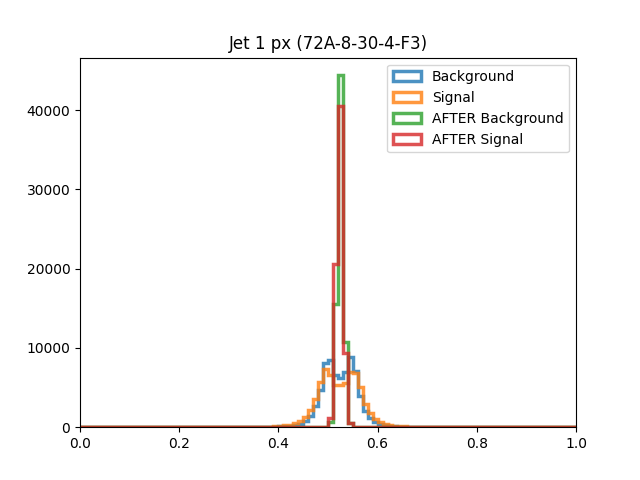 Jet 1 px (72A-8-30-4-F3)
Background
Signal
AFTER Background
AFTER Signal
40000
30000
20000
10000
0
0.0 0.2 0.4 0.6 0.8 1.0